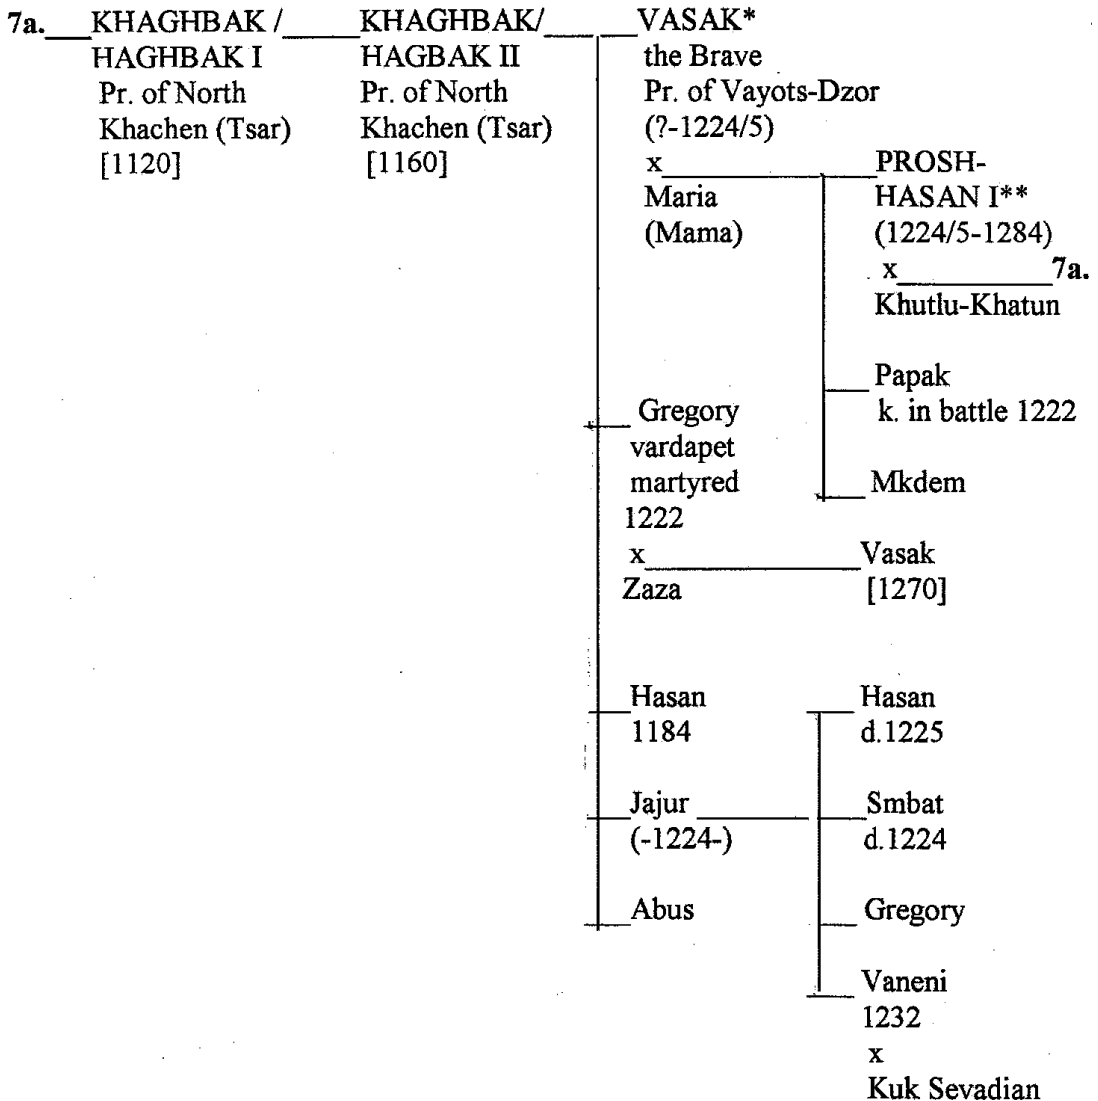 7a. KHAGHBAK / KHAGHBAK/ VASAK*
HAGHBAK I HAGBAK II the Brave
Pr. of North Pr. of North Pr. of Vayots-Dzor
Khachen (Tsar) Khachen (Tsar) (?-1224/5)
[1120] [1160] x PROSH-
Maria HASAN I**
(Mama) (1224/5-1284)
x 7a.
Khutlu-Khatun
Papak
Gregory k. in battle 1222
vardapet
martyred Mkdem
1222
x Vasak
Zaza [1270]
Hasan Hasan
1184 d.1225
Jajur Smbat
(-1224-) d.1224
Abus Gregory
Vaneni
1232
x
Kuk Sevadian